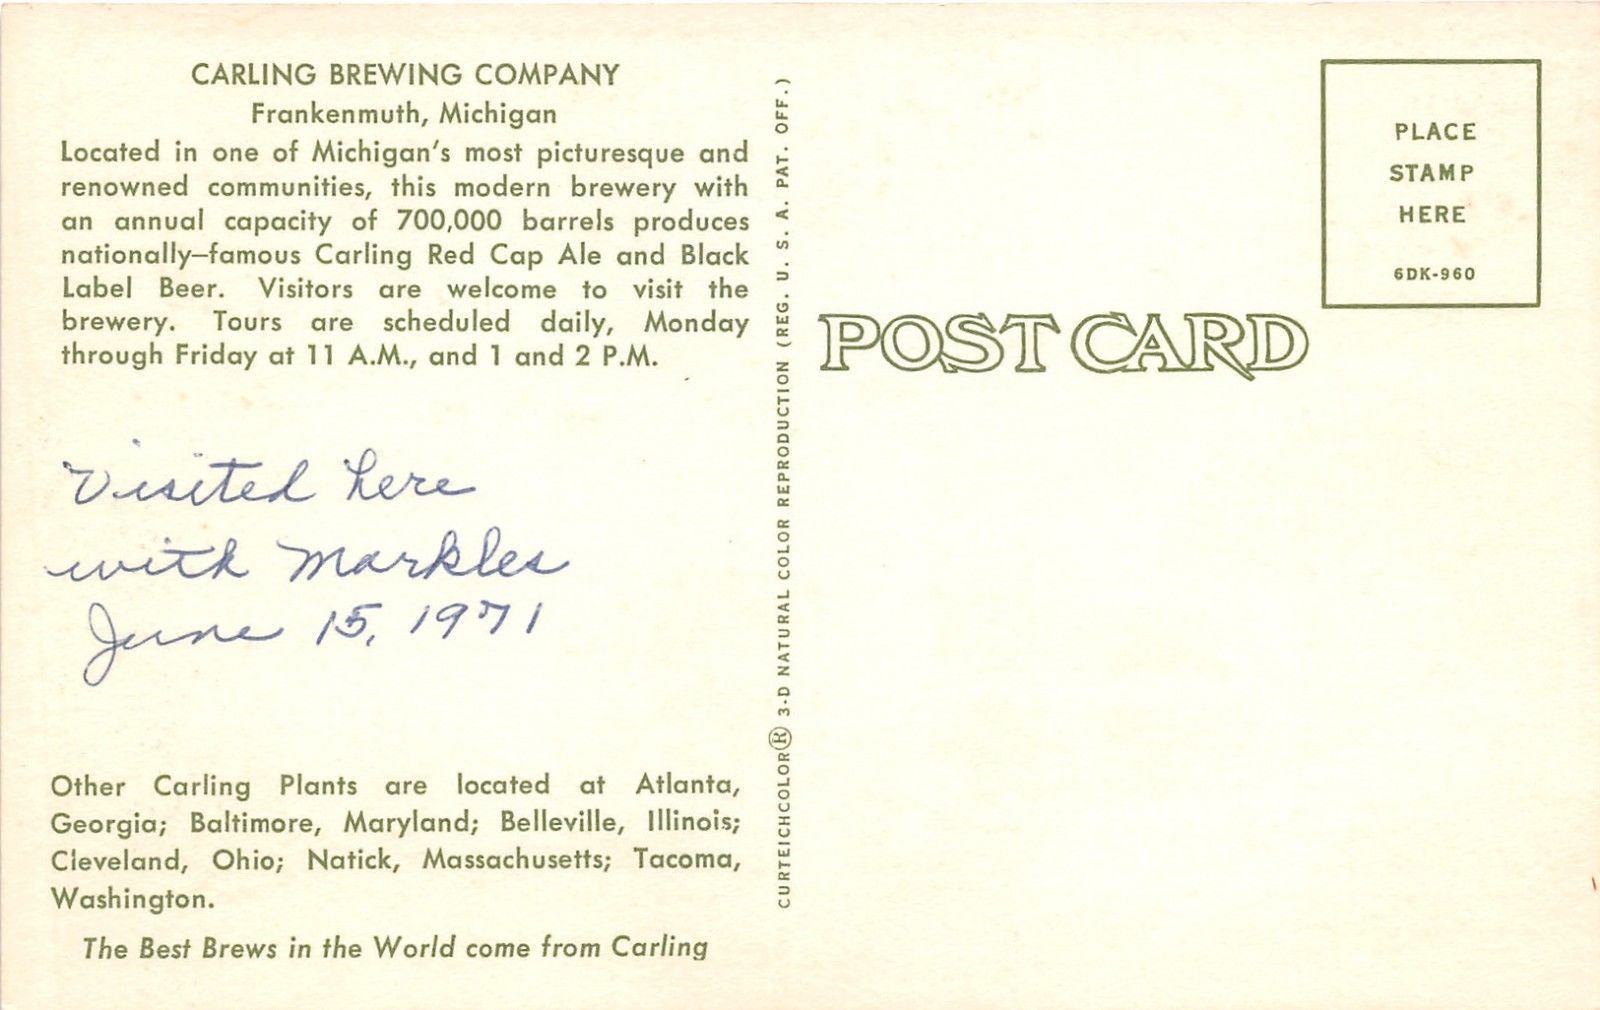 CARLING BREWING COMPANY
Frankenmuth, Michigan
Located in one of Michigan's most picturesque and
renowned communities, this modern brewery with
an annual capacity of 700,000 barrels produces
nationally—famous Carling Red Cap Ale and Black
Label Beer. Visitors are welcome to visit the
brewery. Tours are scheduled daily, Monday
through Friday at 11 A.M., and 1 and 2 P.M.
Visited here
with Markles
June 15, 1971
Other Carling Plants are located at Atlanta,
Georgia; Baltimore, Maryland; Belleville, Illinois;
Cleveland, Ohio; Natick, Massachusetts; Tacoma,
Washington.
The Best Brews in the World come from Carling
CURTEICHCOLOR® 3-D NATURAL COLOR REPRODUCTION (REG. U. S. A. PAT. OFF.)
POST CARD
PLACE
STAMP
HERE
6DK-960